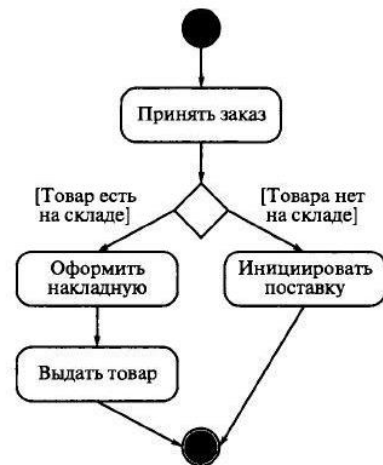 Принять заказ
[Товар есть
на складе]
[Товара нет
на складе]
Оформить
накладную
Инициировать
поставку
Выдать товар